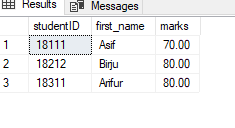 Results Messages
studentID first_name marks
1 18111 Asif 70.00
2 18212 Birju 80.00
3 18311 Arifur 80.00